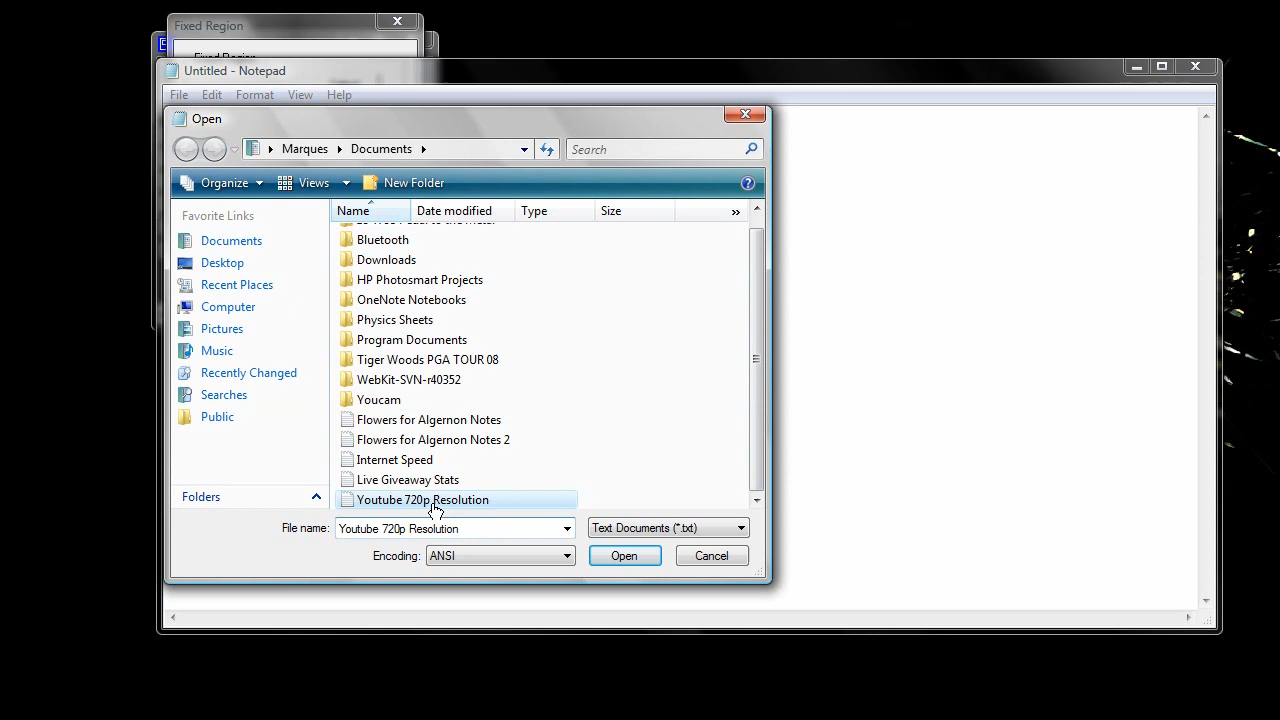 Fixed Region
Fixed Region
Untitled - Notepad
File Edit Format View Help
Open
Marques Documents
Search
Organize Views New Folder
Favorite Links
Documents
Desktop
Recent Places
Computer
Pictures
Music
Recently Changed
Searches
Public
Folders
Name Date modified Type Size »
Bluetooth
Downloads
HP Photosmart Projects
OneNote Notebooks
Physics Sheets
Program Documents
Tiger Woods PGA TOUR 08
WebKit-SVN-r40352
Youcam
Flowers for Algernon Notes
Flowers for Algernon Notes 2
Internet Speed
Live Giveaway Stats
Youtube 720p Resolution
File name: Youtube 720p Resolution Text Documents (*.txt)
Encoding: ANSI Open Cancel